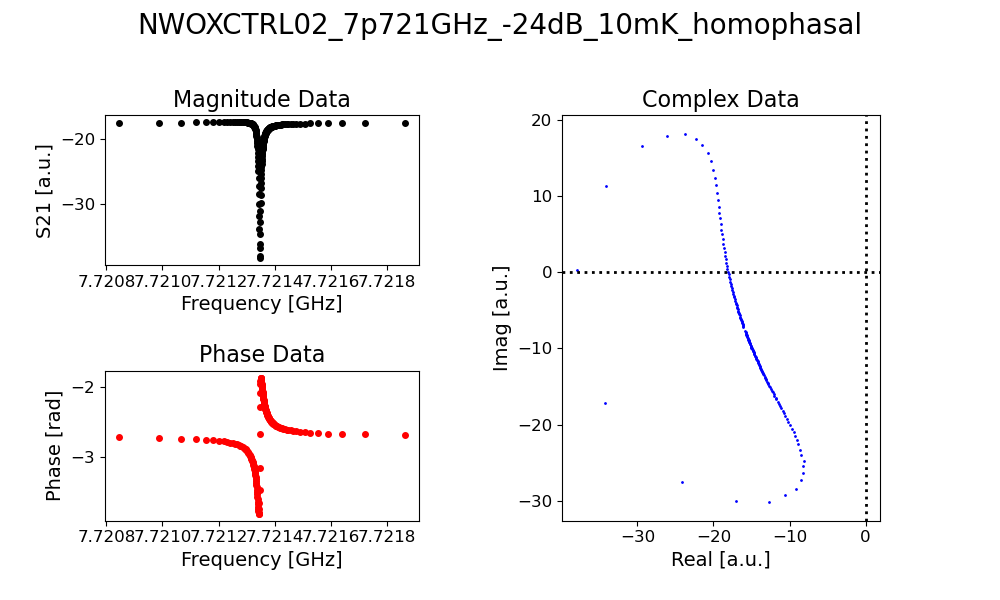 NWOXCTRL02_7p721GHz_-24dB_10mK_homophasal
Magnitude Data
S21 [a.u.]
−20
−30
7.7208 7.7210 7.7212 7.7214 7.7216 7.7218
Frequency [GHz]
Phase Data
Phase [rad]
−2
−3
7.7208 7.7210 7.7212 7.7214 7.7216 7.7218
Frequency [GHz]
Complex Data
Imag [a.u.]
20
10
0
−10
−20
−30
−30 −20 −10 0
Real [a.u.]